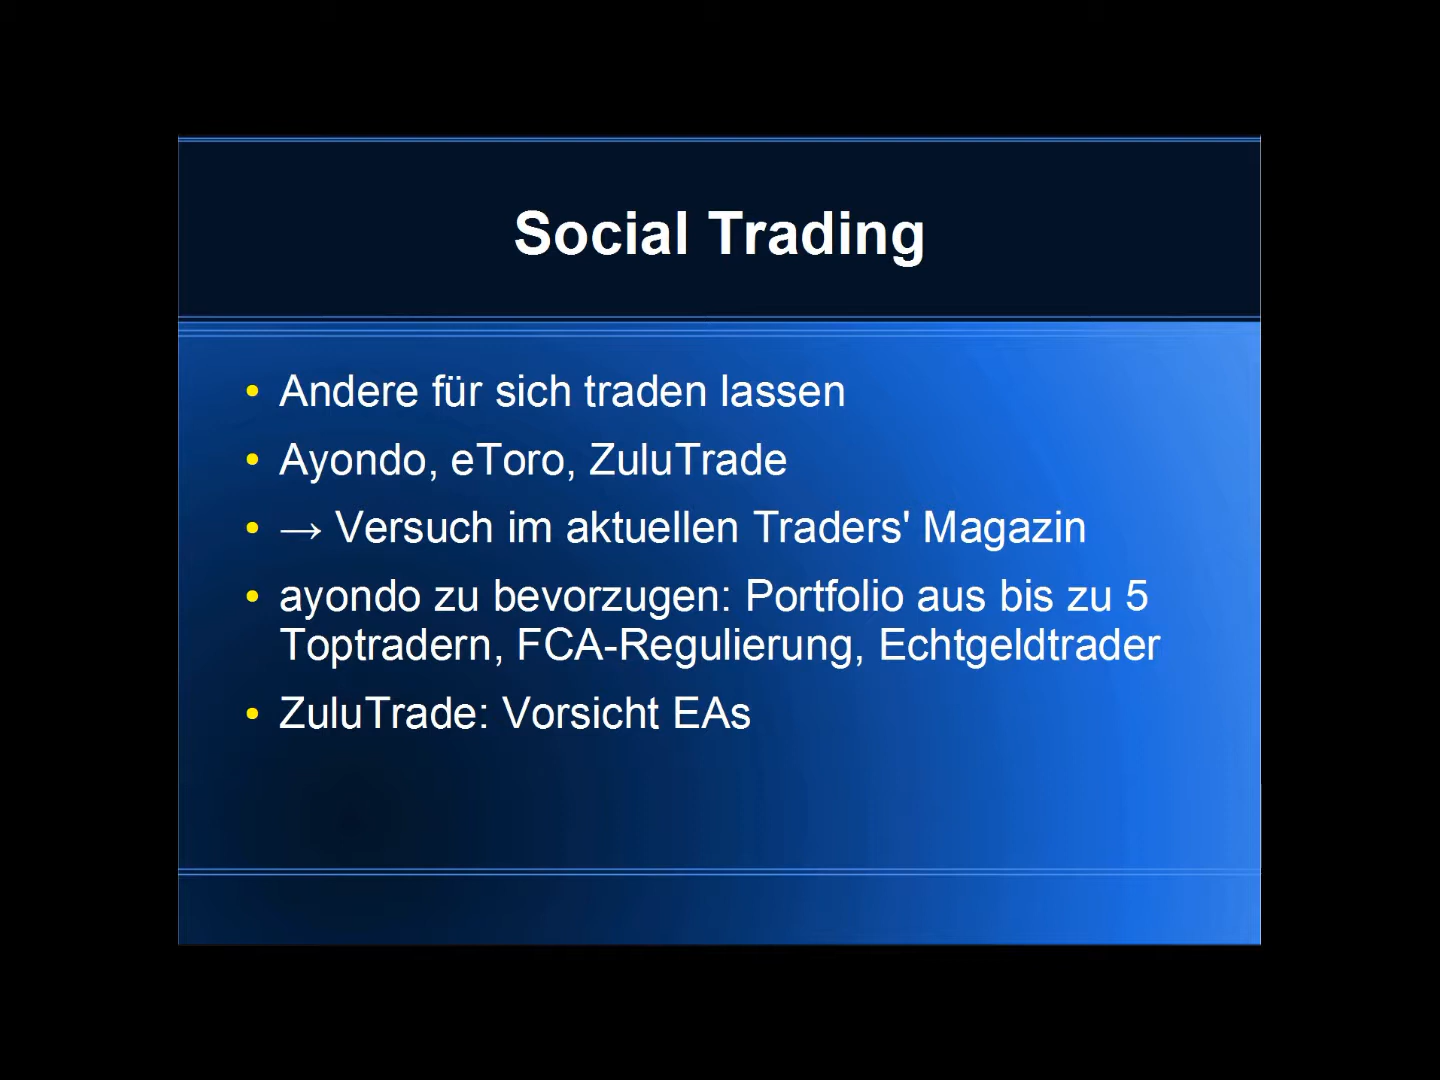 Social Trading
• Andere für sich traden lassen
• Ayondo, eToro, ZuluTrade
• → Versuch im aktuellen Traders' Magazin
• ayondo zu bevorzugen: Portfolio aus bis zu 5
Toptradern, FCA-Regulierung, Echtgeldtrader
• ZuluTrade: Vorsicht EAs